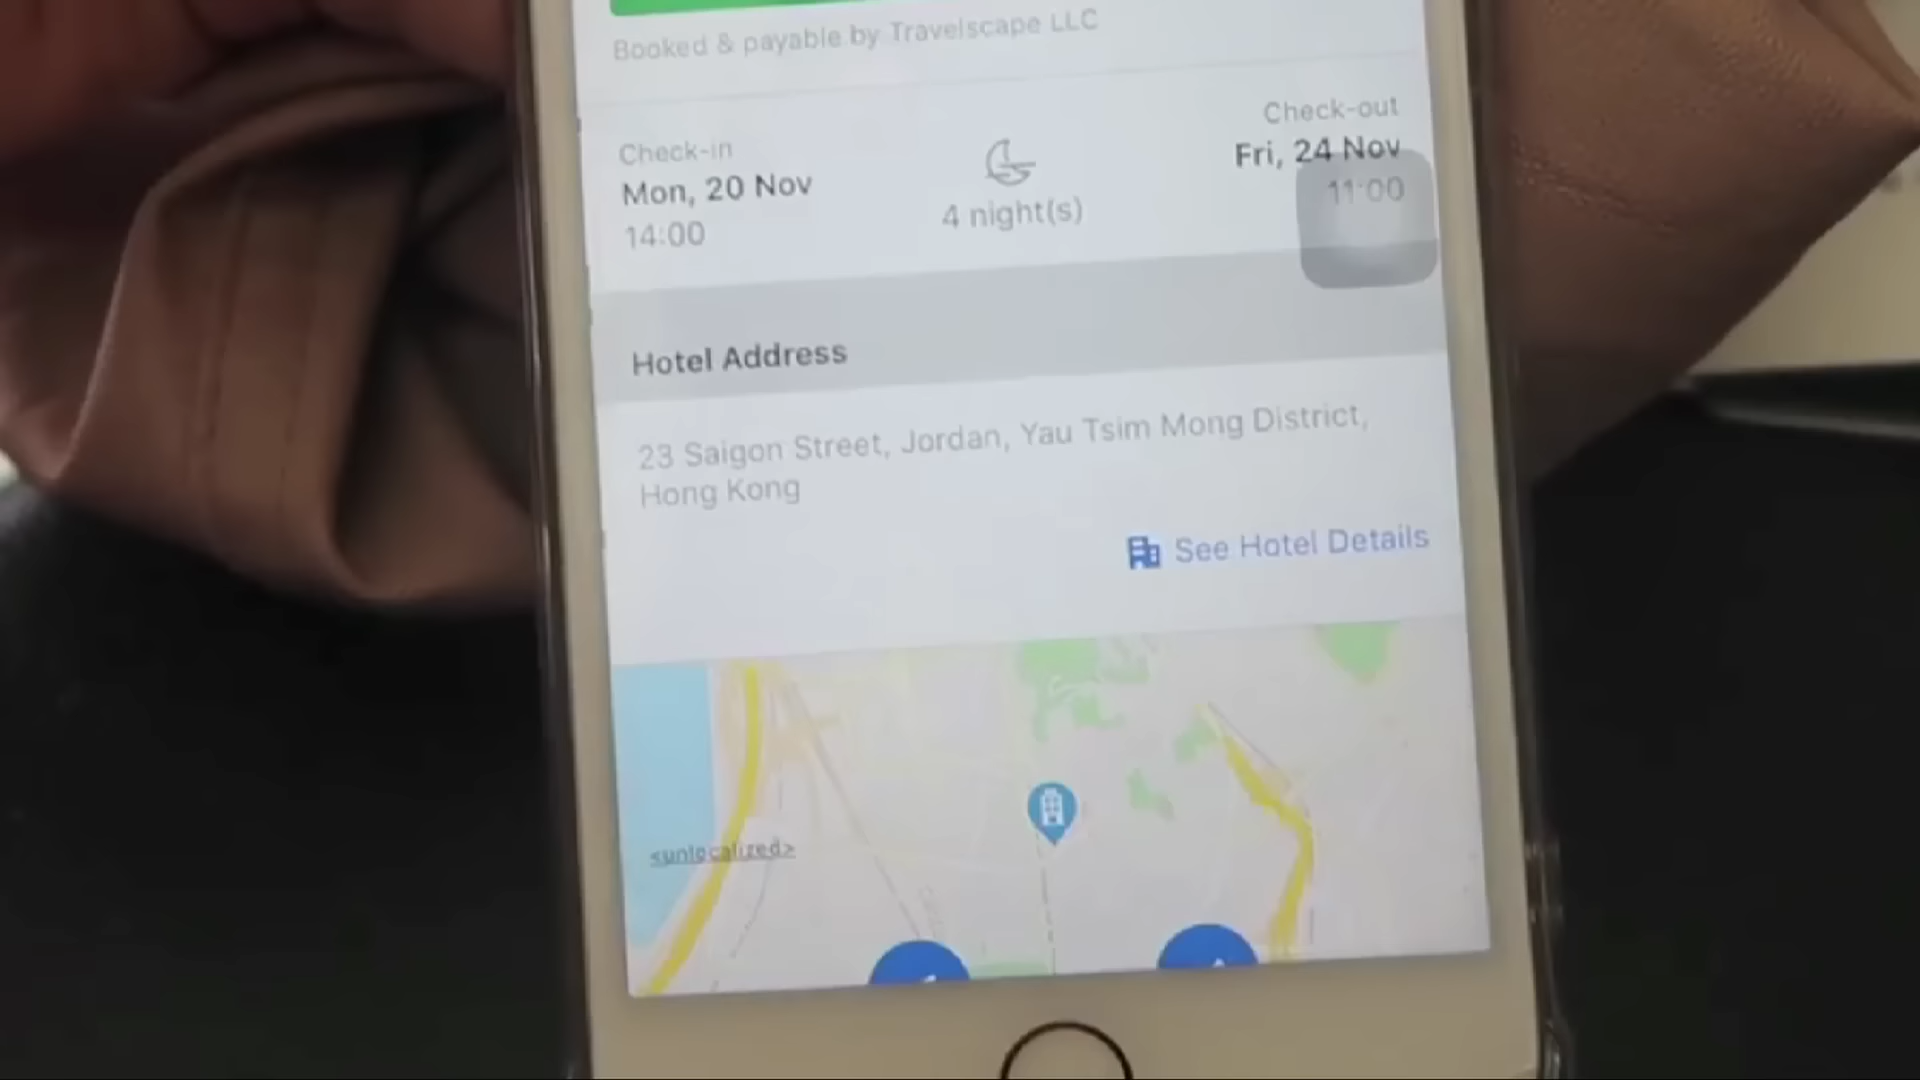 Booked & payable by Travelscape LLC
Check-in
Mon, 20 Nov
14:00
4 night(s)
Check-out
Fri, 24 Nov
11:00
Hotel Address
23 Saigon Street, Jordan, Yau Tsim Mong District,
Hong Kong
See Hotel Details
<unlocalized>